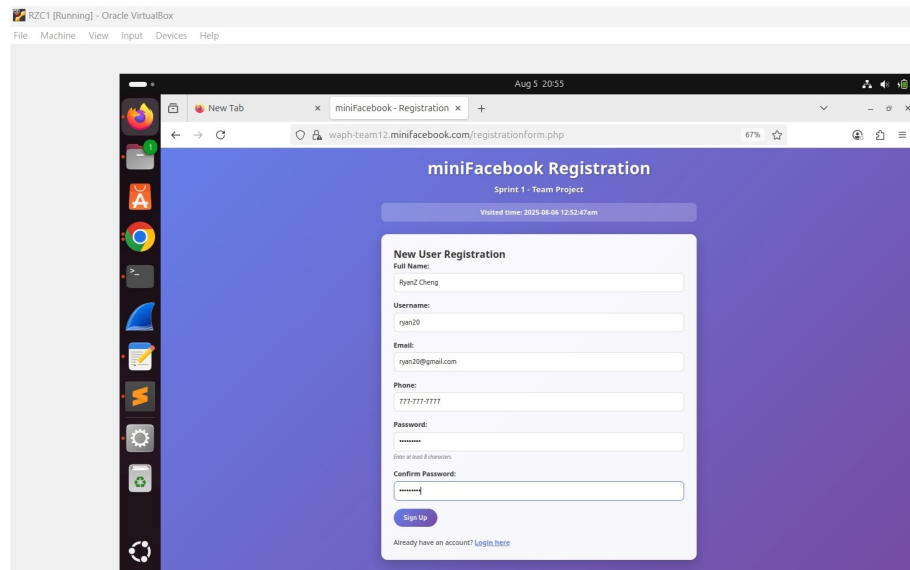 RZC1 [Running] - Oracle VirtualBox
File Machine View Input Devices Help
Aug 5 20:55
New Tab × miniFacebook - Registration × +
waph-team12.minifacebook.com/registrationform.php 67%
1
miniFacebook Registration
Sprint 1 - Team Project
Visited time: 2025-08-06 12:52:47am
New User Registration
Full Name:
RyanZ Cheng
Username:
ryan20
Email:
ryan20@gmail.com
Phone:
777-777-7777
Password:
•••••••••
Enter at least 8 characters
Confirm Password:
•••••••••
Sign Up
Already have an account? Login here